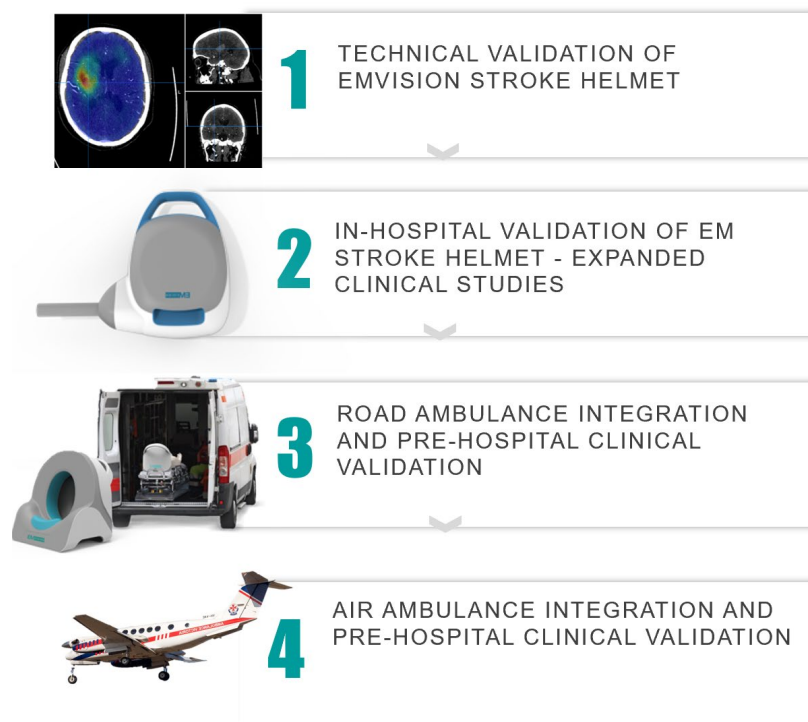 1
TECHNICAL VALIDATION OF
EMVISION STROKE HELMET
2
IN-HOSPITAL VALIDATION OF EM
STROKE HELMET - EXPANDED
CLINICAL STUDIES
3
ROAD AMBULANCE INTEGRATION
AND PRE-HOSPITAL CLINICAL
VALIDATION
4
AIR AMBULANCE INTEGRATION AND
PRE-HOSPITAL CLINICAL VALIDATION